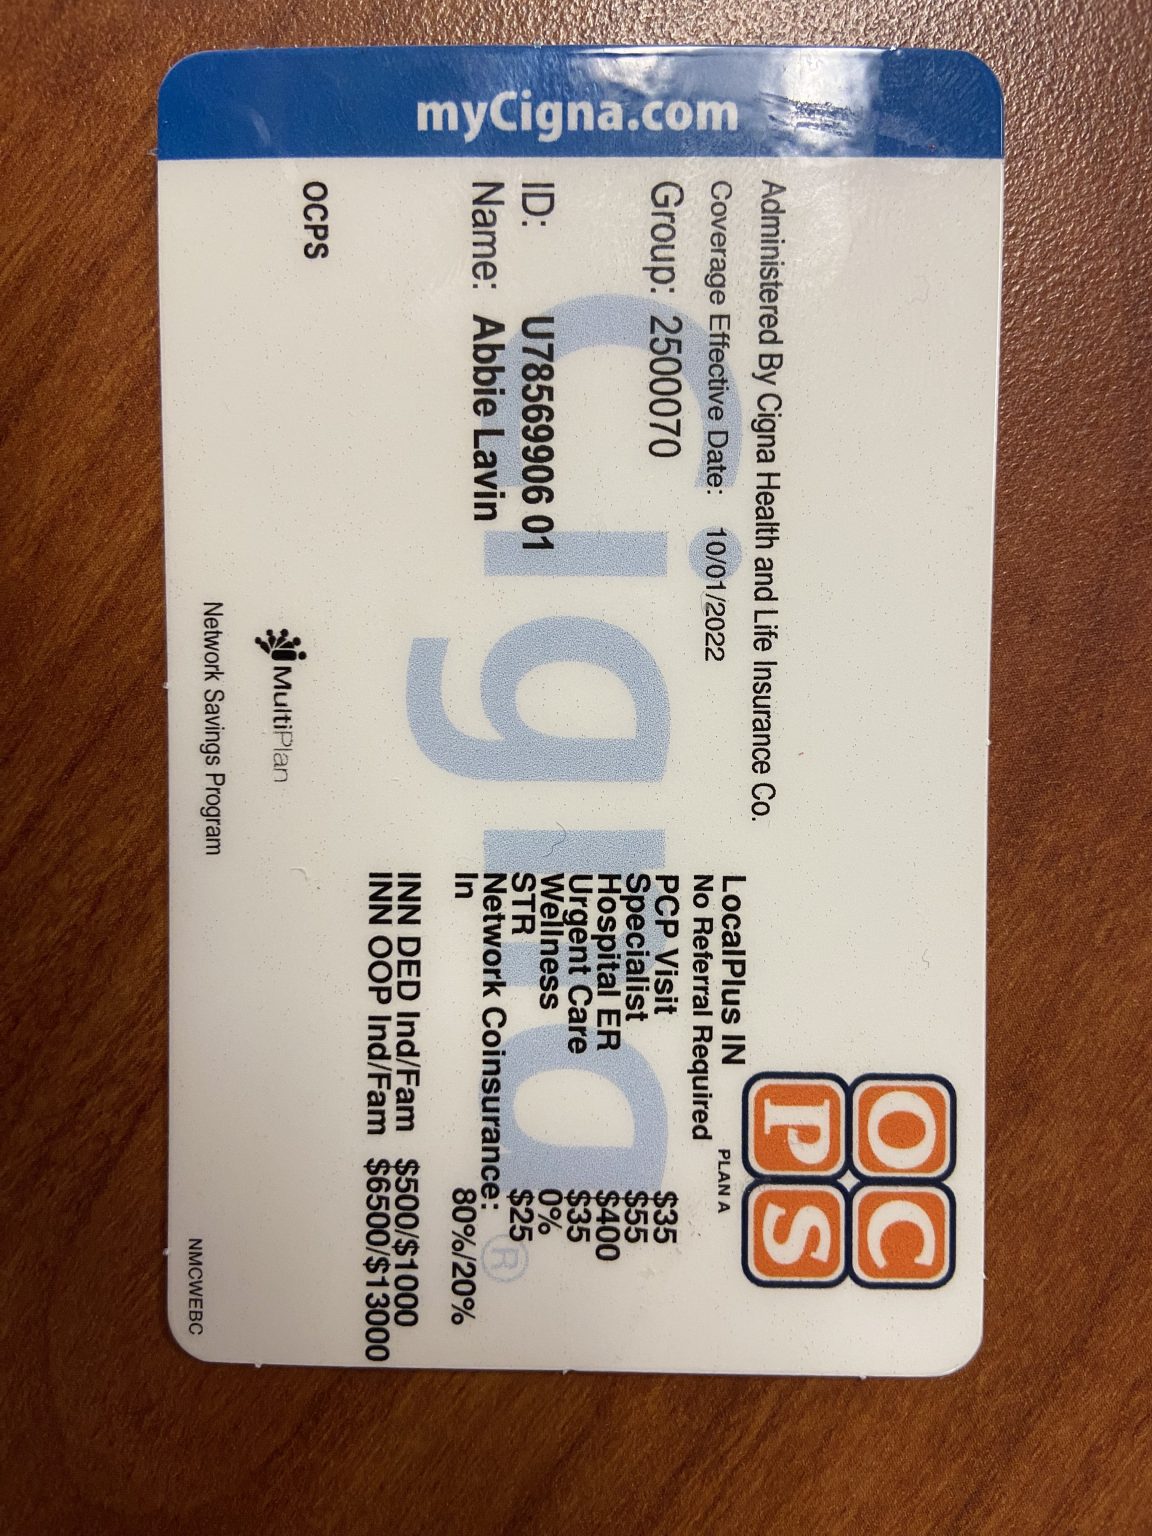 myCigna.com
OC
PS
Administered By Cigna Health and Life Insurance Co.
Coverage Effective Date: 10/01/2022
Group: 2500070
ID: U78569906 01
Name: Abbie Lavin
OCPS
LocalPlus IN
No Referral Required
PLAN A
PCP Visit $35
Specialist $55
Hospital ER $400
Urgent Care $35
Wellness 0%
STR $25
Network Coinsurance:
In 80%/20%
INN DED Ind/Fam $500/$1000
INN OOP Ind/Fam $6500/$13000
Cigna®
MultiPlan
Network Savings Program
NMCWEBC